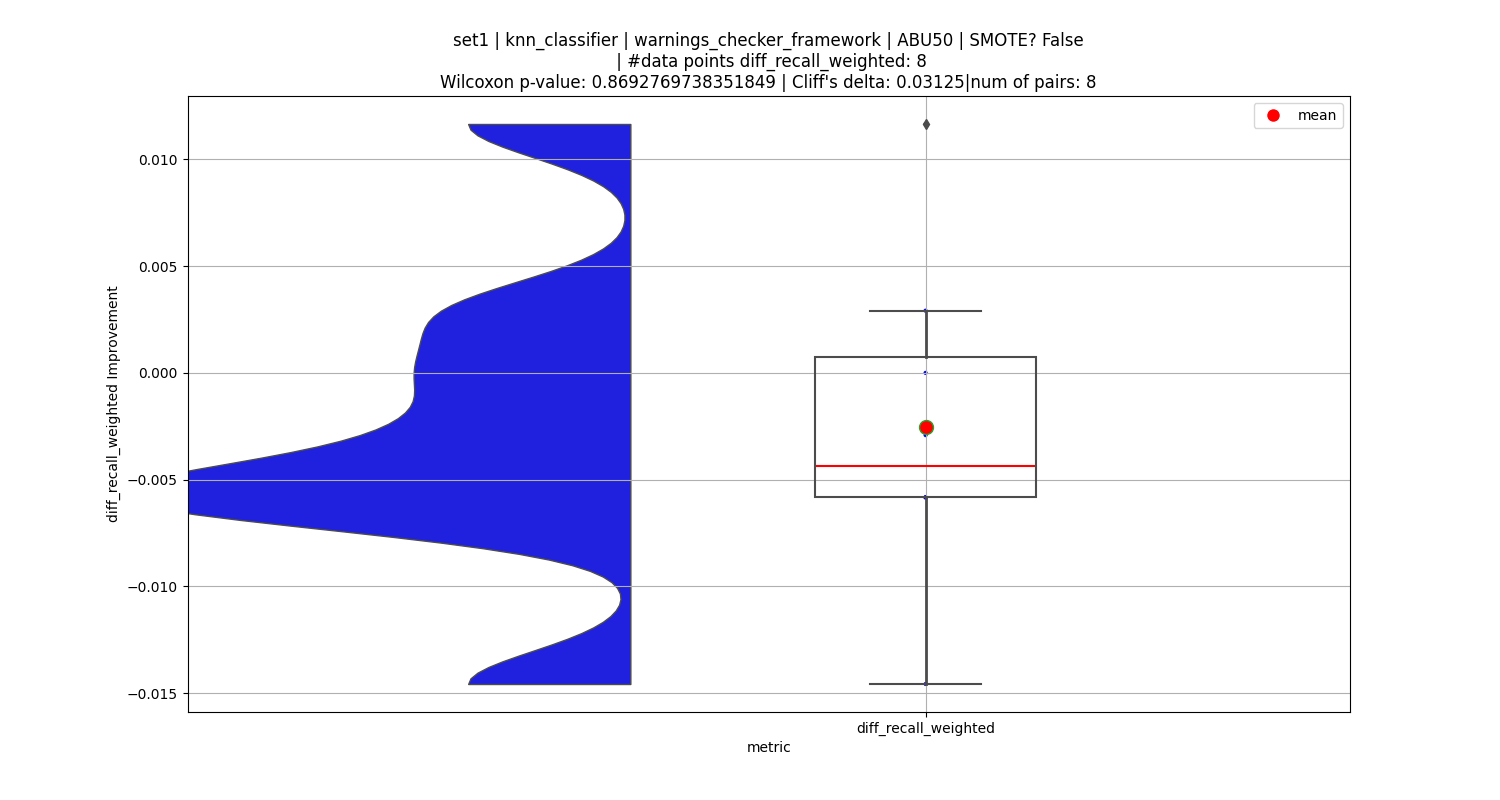 set1 | knn_classifier | warnings_checker_framework | ABU50 | SMOTE? False
| #data points diff_recall_weighted: 8
Wilcoxon p-value: 0.8692769738351849 | Cliff's delta: 0.03125|num of pairs: 8
mean
0.010
0.005
0.000
−0.005
−0.010
−0.015
diff_recall_weighted Improvement
diff_recall_weighted
metric